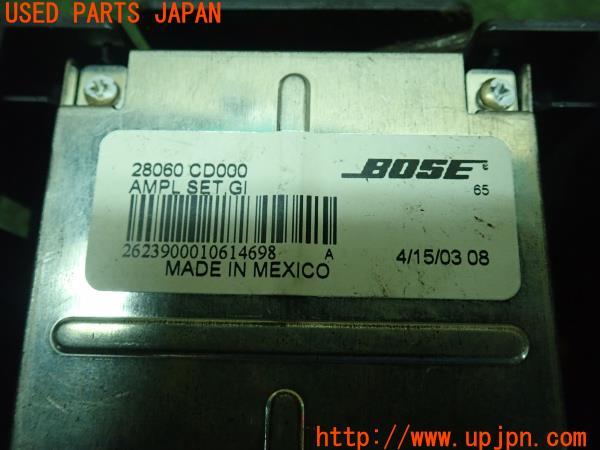 USED PARTS JAPAN
28060 CD000
AMPL SET,GI
BOSE
65
2623900010614698
A
MADE IN MEXICO
4/15/03 08
http://www.upjpn.com/